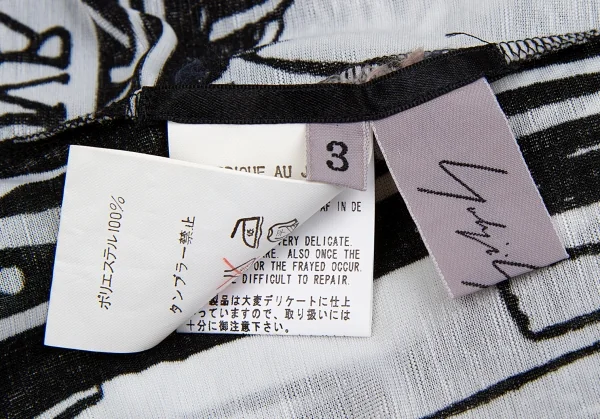 3
ポリエステル100%
タンブラー禁止
IQUE AU J
AF IN DE
ERY DELICATE.
KE. ALSO ONCE THE
OR THE FRAYED OCCUR.
E DIFFICULT TO REPAIR.
製品は大変デリケートに仕上
っていますので、取り扱いには
十分に御注意下さい。